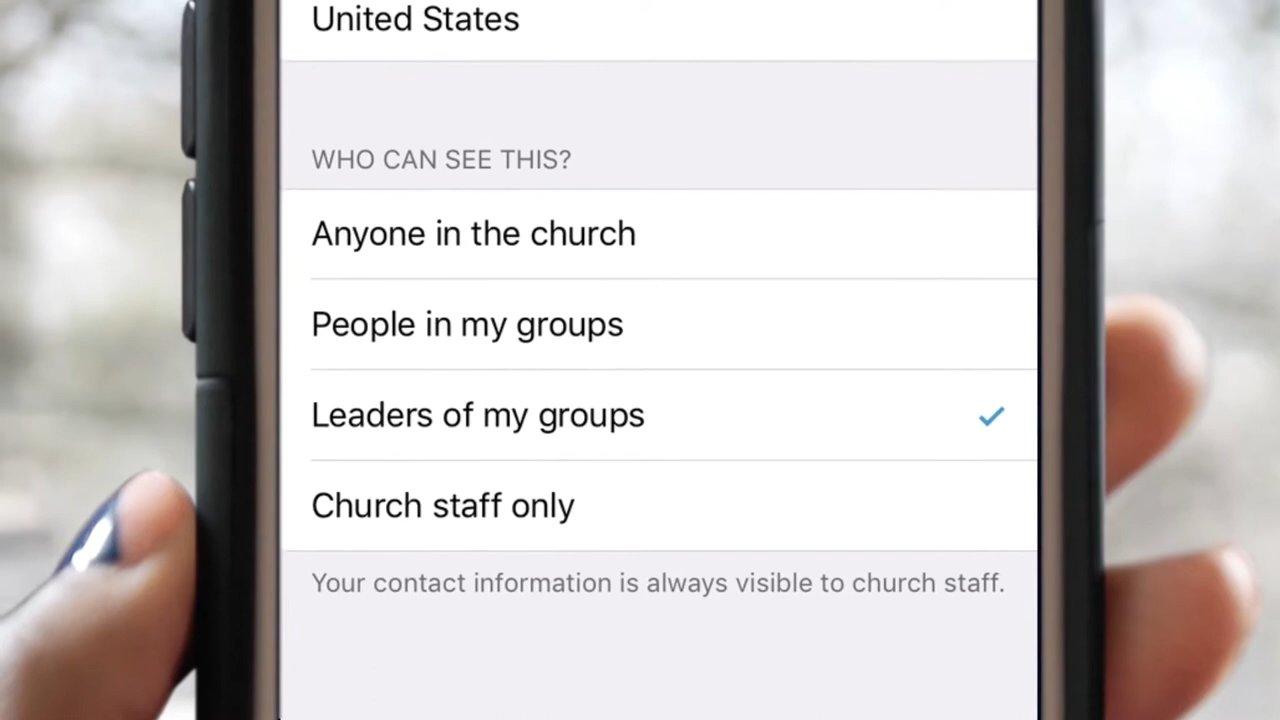 United States
WHO CAN SEE THIS?
Anyone in the church
People in my groups
Leaders of my groups
Church staff only
Your contact information is always visible to church staff.